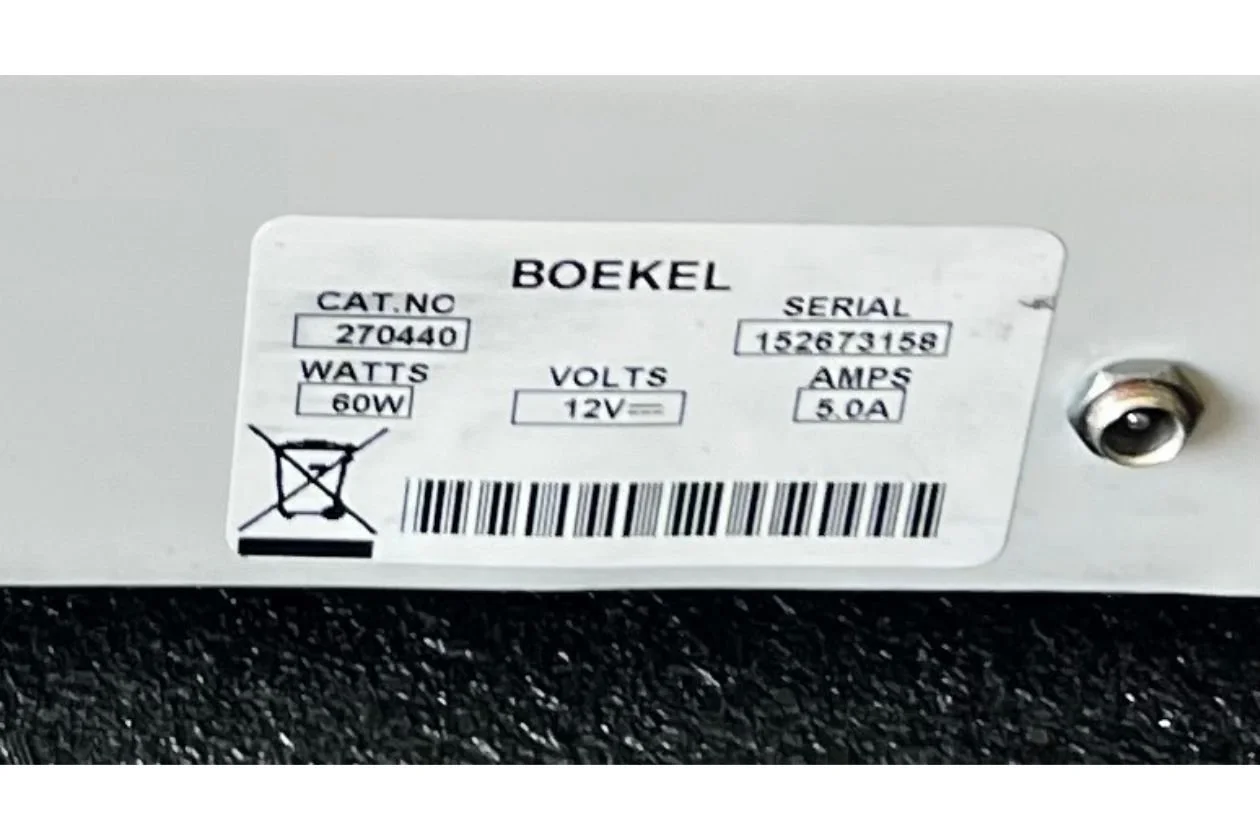 BOEKEL
CAT.NO SERIAL
270440 152673158
WATTS VOLTS AMPS
60W 12V⎓ 5.0A